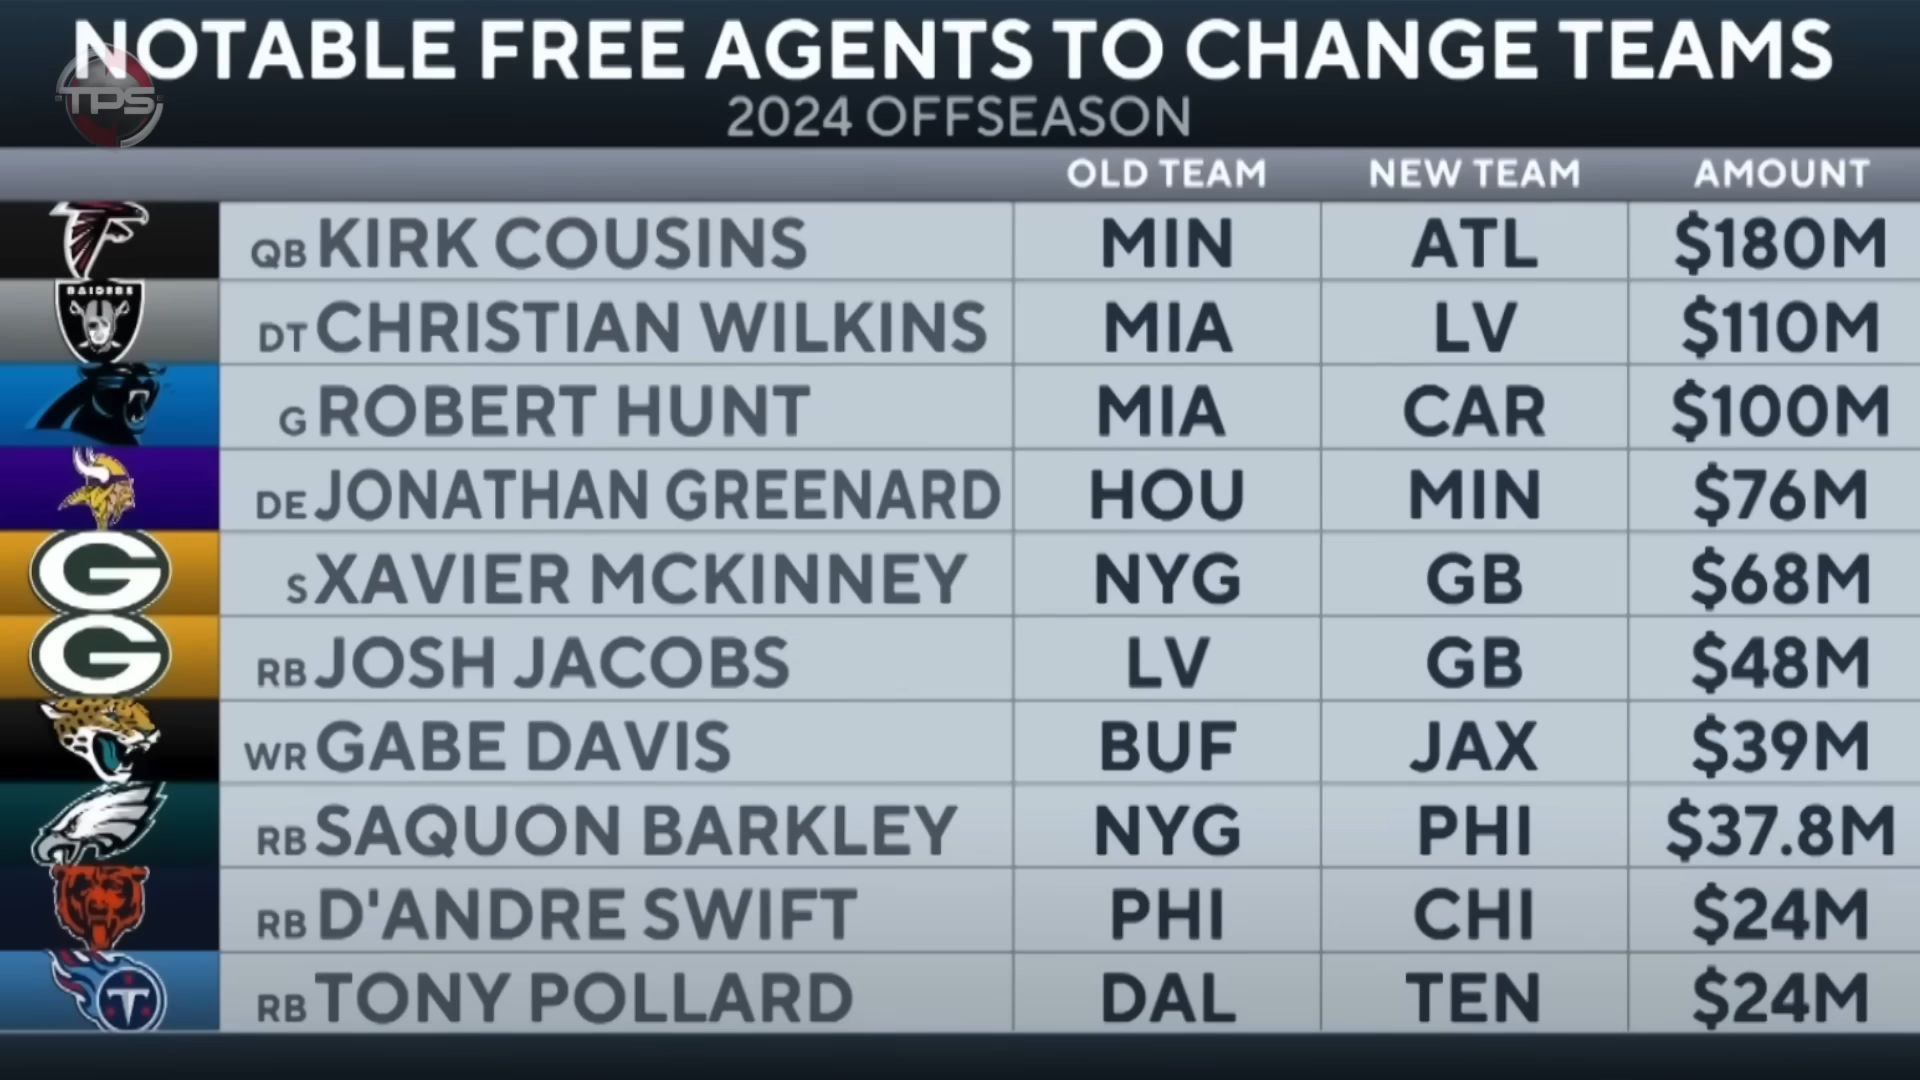 NOTABLE FREE AGENTS TO CHANGE TEAMS
TPS
2024 OFFSEASON
OLD TEAM NEW TEAM AMOUNT
QB KIRK COUSINS MIN ATL $180M
RAIDERS
DT CHRISTIAN WILKINS MIA LV $110M
G ROBERT HUNT MIA CAR $100M
DE JONATHAN GREENARD HOU MIN $76M
G
S XAVIER MCKINNEY NYG GB $68M
G
RB JOSH JACOBS LV GB $48M
WR GABE DAVIS BUF JAX $39M
RB SAQUON BARKLEY NYG PHI $37.8M
RB D'ANDRE SWIFT PHI CHI $24M
T
RB TONY POLLARD DAL TEN $24M